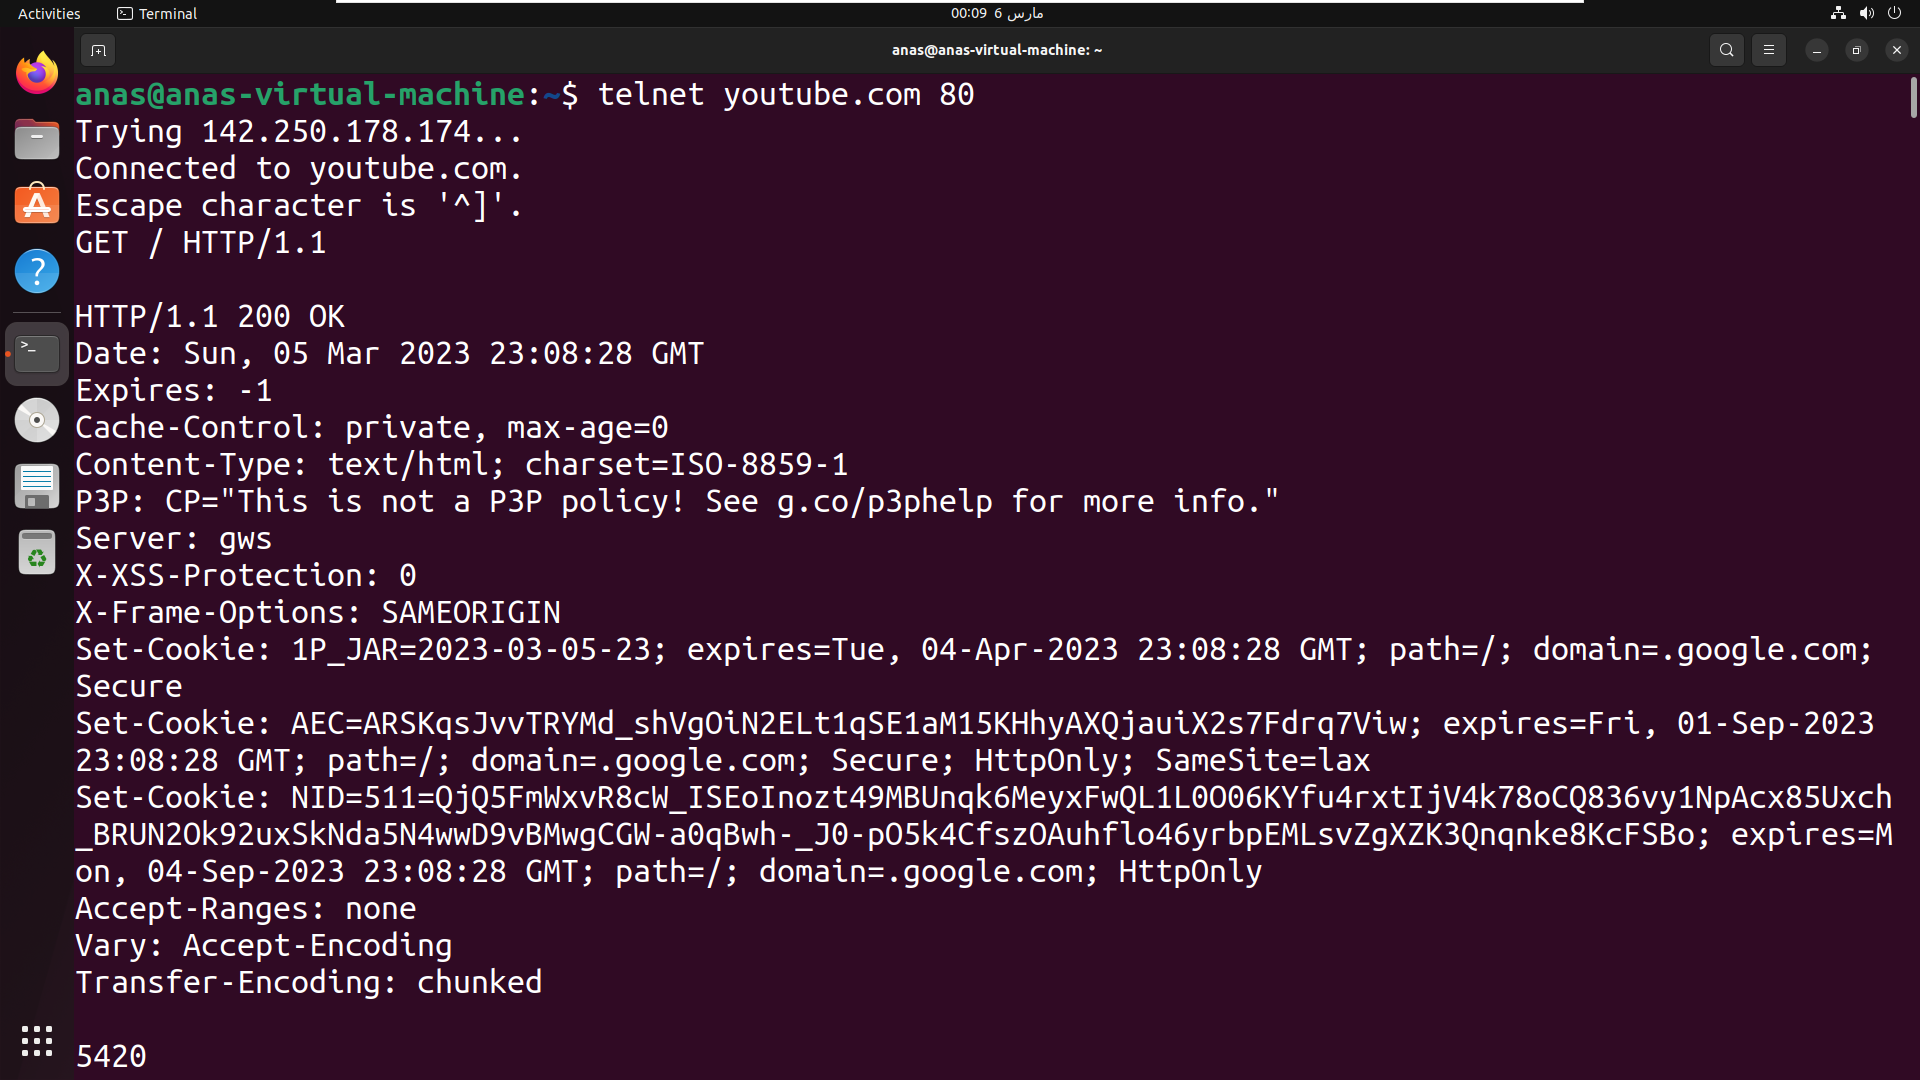 Activities
Terminal
مارس 6 00:09
anas@anas-virtual-machine: ~
anas@anas-virtual-machine:~$ telnet youtube.com 80
Trying 142.250.178.174...
Connected to youtube.com.
Escape character is '^]'.
GET / HTTP/1.1
HTTP/1.1 200 OK
Date: Sun, 05 Mar 2023 23:08:28 GMT
Expires: -1
Cache-Control: private, max-age=0
Content-Type: text/html; charset=ISO-8859-1
P3P: CP="This is not a P3P policy! See g.co/p3phelp for more info."
Server: gws
X-XSS-Protection: 0
X-Frame-Options: SAMEORIGIN
Set-Cookie: 1P_JAR=2023-03-05-23; expires=Tue, 04-Apr-2023 23:08:28 GMT; path=/; domain=.google.com;
Secure
Set-Cookie: AEC=ARSKqsJvvTRYMd_shVgOiN2ELt1qSE1aM15KHhyAXQjauiX2s7Fdrq7Viw; expires=Fri, 01-Sep-2023
23:08:28 GMT; path=/; domain=.google.com; Secure; HttpOnly; SameSite=lax
Set-Cookie: NID=511=QjQ5FmWxvR8cW_ISEoInozt49MBUnqk6MeyxFwQL1L0O06KYfu4rxtIjV4k78oCQ836vy1NpAcx85Uxch
_BRUN2Ok92uxSkNda5N4wwD9vBMwgCGW-a0qBwh-_J0-pO5k4CfszOAuhflo46yrbpEMLsvZgXZK3Qnqnke8KcFSBo; expires=M
on, 04-Sep-2023 23:08:28 GMT; path=/; domain=.google.com; HttpOnly
Accept-Ranges: none
Vary: Accept-Encoding
Transfer-Encoding: chunked
5420